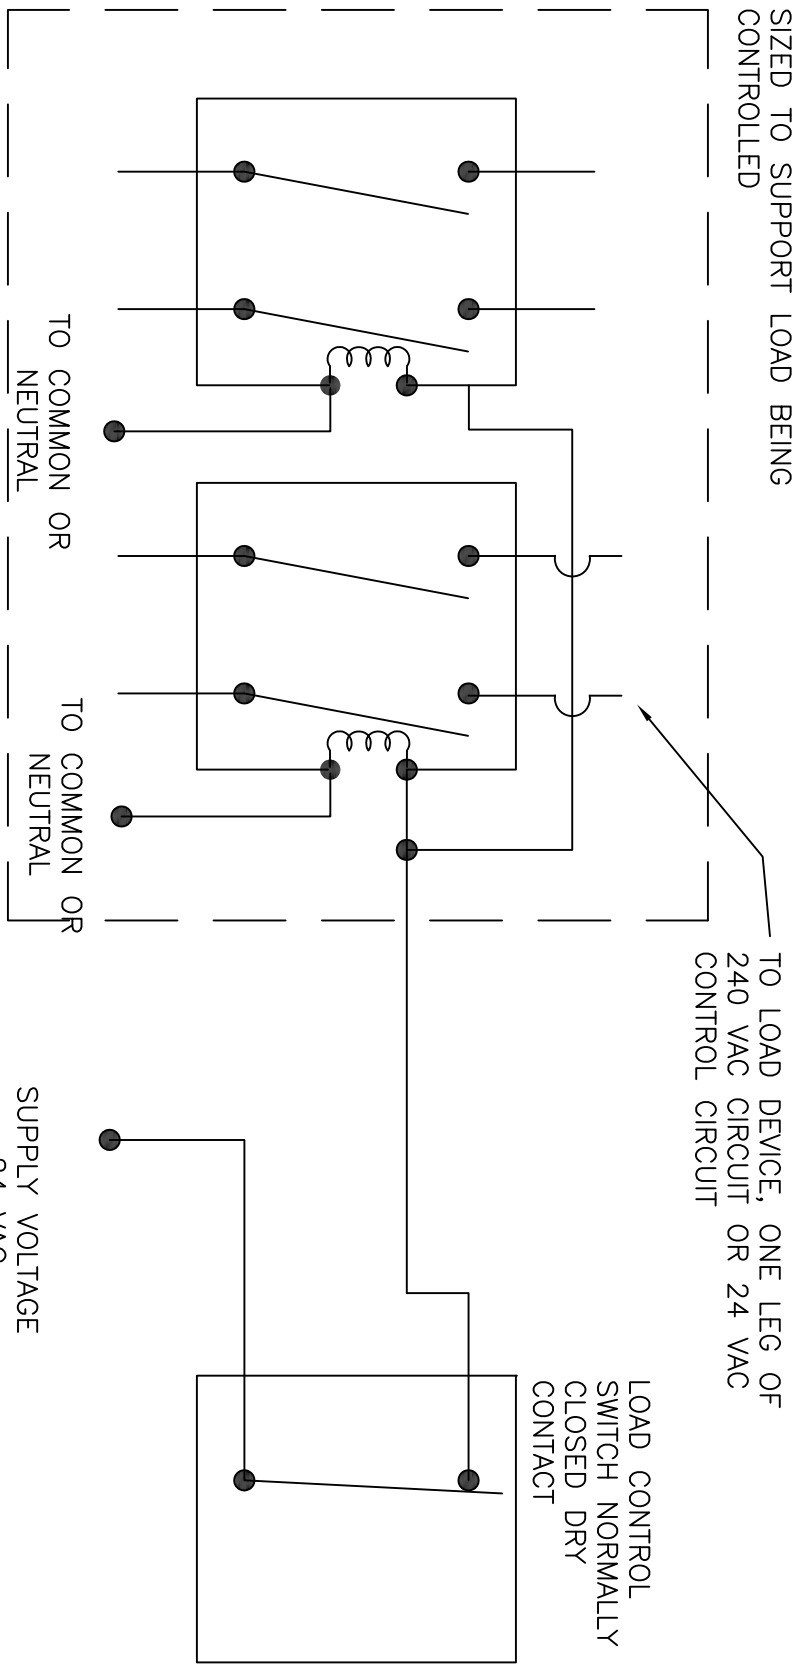 SIZED TO SUPPORT LOAD BEING
CONTROLLED
TO LOAD DEVICE, ONE LEG OF
240 VAC CIRCUIT OR 24 VAC
CONTROL CIRCUIT
LOAD CONTROL
SWITCH NORMALLY
CLOSED DRY
CONTACT
TO COMMON OR
NEUTRAL
TO COMMON OR
NEUTRAL
SUPPLY VOLTAGE